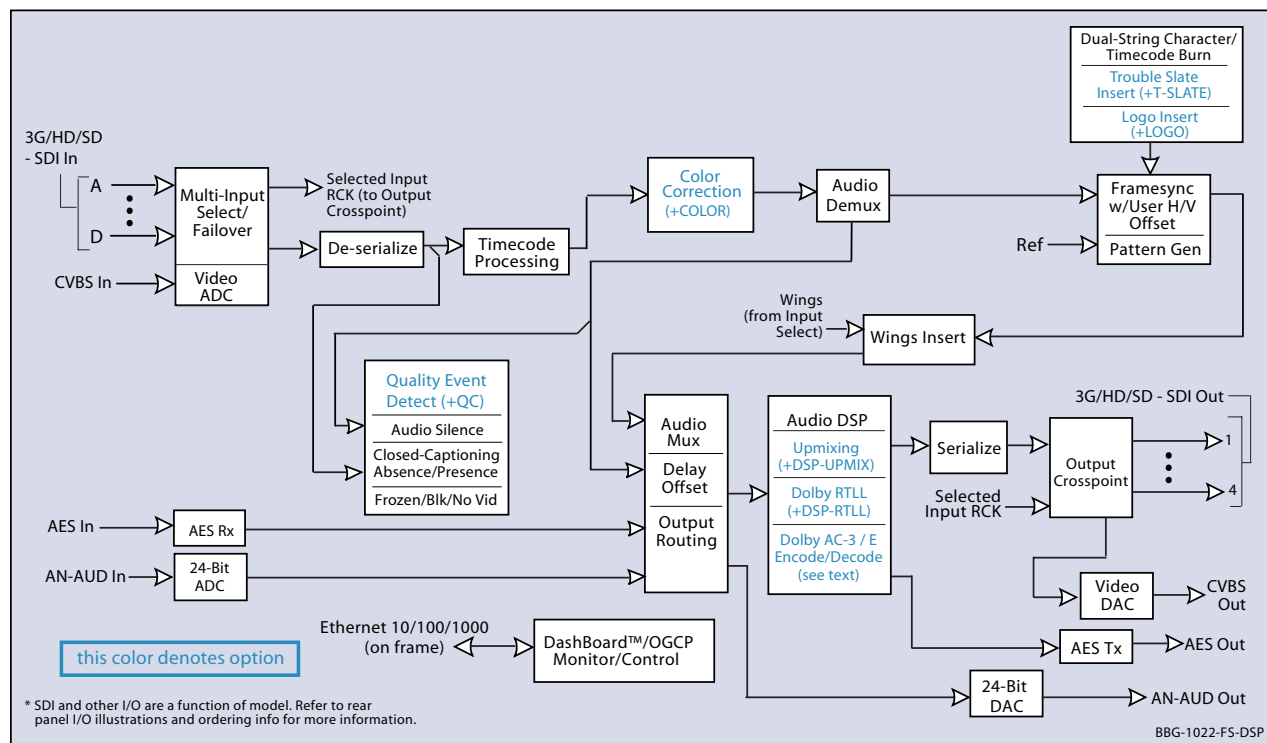 Dual-String Character/
Timecode Burn
Trouble Slate
Insert (+T-SLATE)
Logo Insert
(+LOGO)
3G/HD/SD
- SDI In
A
D
CVBS In
Multi-Input
Select/
Failover
Video
ADC
Selected Input
RCK (to Output
Crosspoint)
De-serialize
Timecode
Processing
Color
Correction
(+COLOR)
Audio
Demux
Framesync
w/User H/V
Offset
Pattern Gen
Ref
Wings
(from Input
Select)
Wings Insert
Quality Event
Detect (+QC)
Audio Silence
Closed-Captioning
Absence/Presence
Frozen/Blk/No Vid
Audio
Mux
Delay
Offset
Output
Routing
Audio DSP
Upmixing
(+DSP-UPMIX)
Dolby RTLL
(+DSP-RTLL)
Dolby AC-3 / E
Encode/Decode
(see text)
Serialize
Selected
Input RCK
Output
Crosspoint
3G/HD/SD - SDI Out
1
4
AES In
AES Rx
AN-AUD In
24-Bit
ADC
Video
DAC
CVBS
Out
AES Tx
AES Out
24-Bit
DAC
AN-AUD Out
Ethernet 10/100/1000
(on frame)
DashBoard™/OGCP
Monitor/Control
this color denotes option
* SDI and other I/O are a function of model. Refer to rear
panel I/O illustrations and ordering info for more information.
BBG-1022-FS-DSP